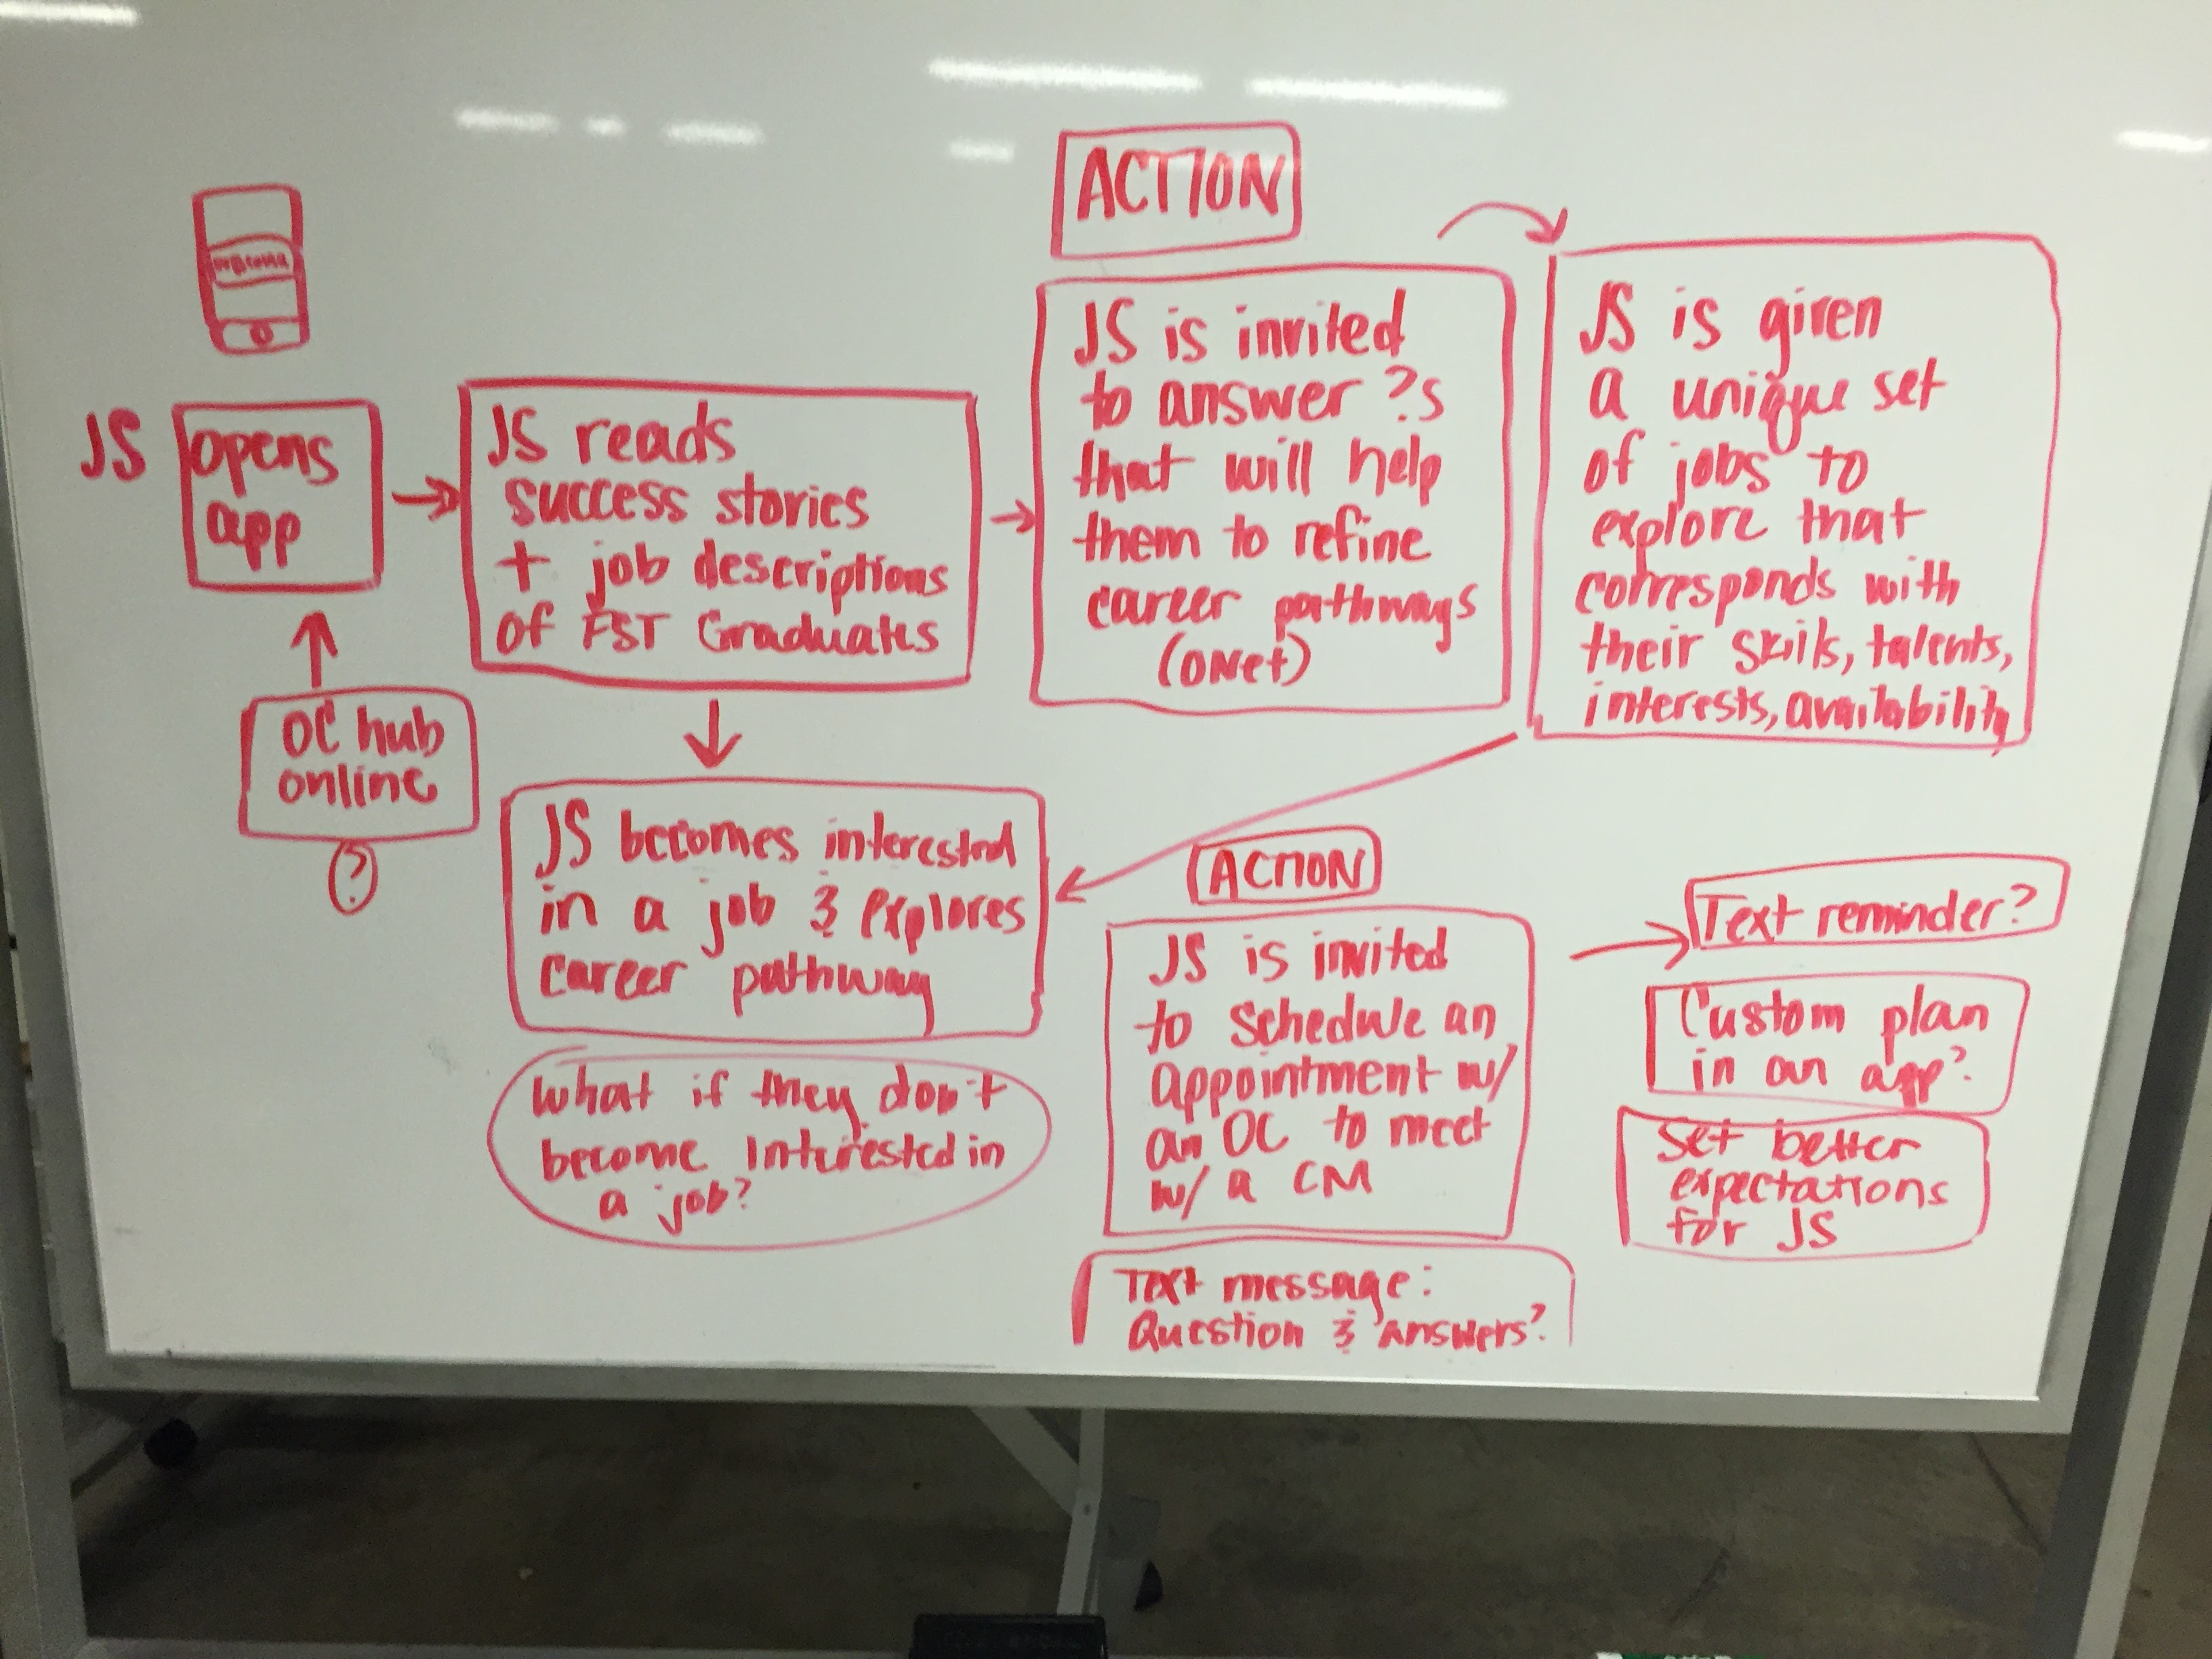 ACTION
JS
opens
app
OC hub
online
?
JS reads
success stories
+ job descriptions
of FST Graduates
JS is invited
to answer ?s
that will help
them to refine
career pathways
(ONet)
JS is given
a unique set
of jobs to
explore that
corresponds with
their skills, talents,
interests, availability
JS becomes interested
in a job & explores
career pathway
What if they don't
become interested in
a job?
ACTION
JS is invited
to schedule an
appointment w/
an OC to meet
w/ a CM
Text message:
Question & answers?
Text reminder?
Custom plan
in an app?
Set better
expectations
for JS